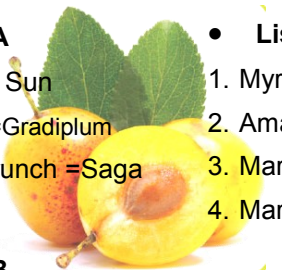 A
• Lis
Sun
1. Myr
=Gradiplum
2. Ama
unch =Saga
3. Mar
4. Mar
B